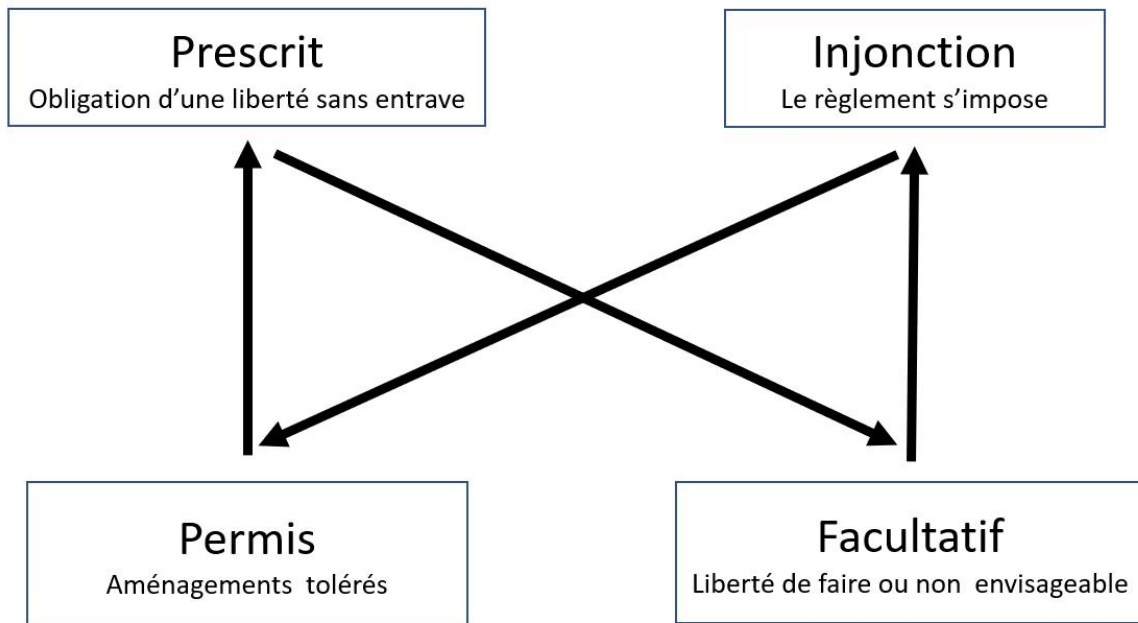 Prescrit
Obligation d'une liberté sans entrave
Injonction
Le règlement s'impose
Permis
Aménagements tolérés
Facultatif
Liberté de faire ou non envisageable